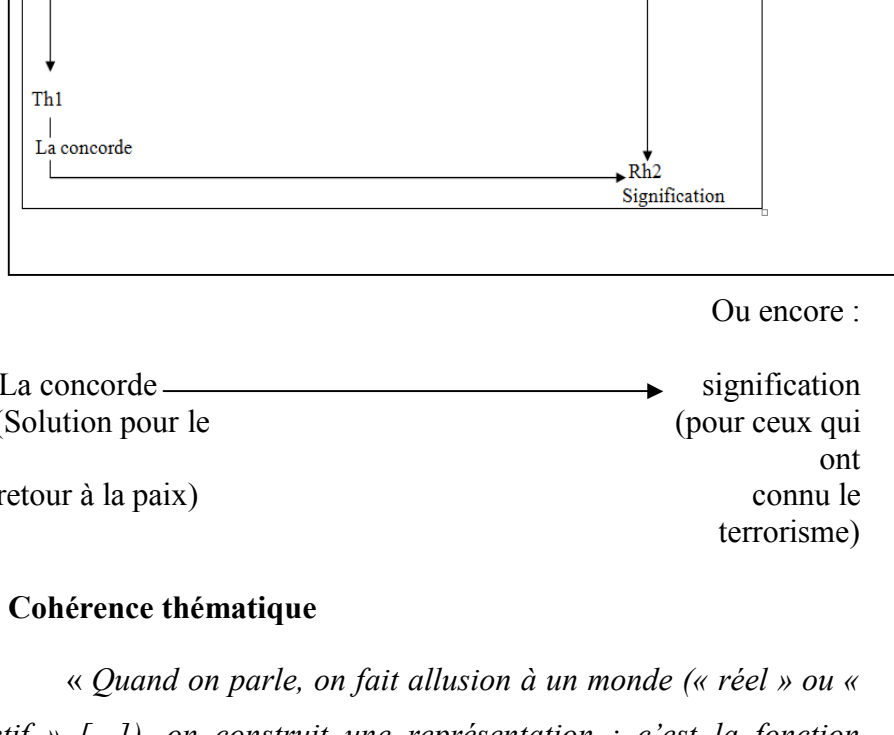 Th1
La concorde
Rh2
Signification
Ou encore :
La concorde signification
(Solution pour le (pour ceux qui
ont
retour à la paix) connu le
terrorisme)
Cohérence thématique
« Quand on parle, on fait allusion à un monde (« réel » ou «
on construit une représentation : c'est la fonction